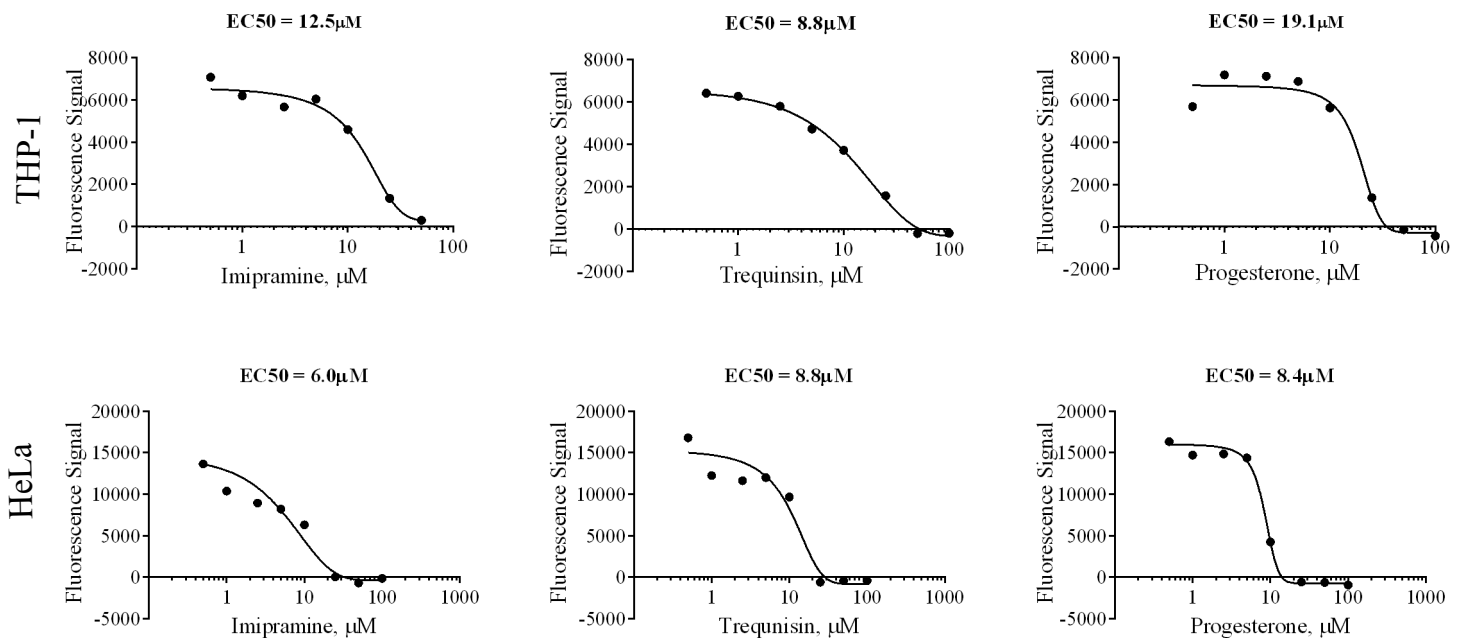 EC50 = 12.5μM
EC50 = 8.8μM
EC50 = 19.1μM
THP-1
Fluorescence Signal
8000
6000
4000
2000
0
-2000
1
10
100
Imipramine, μM
Fluorescence Signal
8000
6000
4000
2000
0
-2000
1
10
100
Trequinsin, μM
Fluorescence Signal
8000
6000
4000
2000
0
-2000
1
10
100
Progesterone, μM
EC50 = 6.0μM
EC50 = 8.8μM
EC50 = 8.4μM
HeLa
Fluorescence Signal
20000
15000
10000
5000
0
-5000
1
10
100
1000
Imipramine, μM
Fluorescence Signal
20000
15000
10000
5000
0
-5000
1
10
100
1000
Trequnisin, μM
Fluorescence Signal
20000
15000
10000
5000
0
-5000
1
10
100
1000
Progesterone, μM